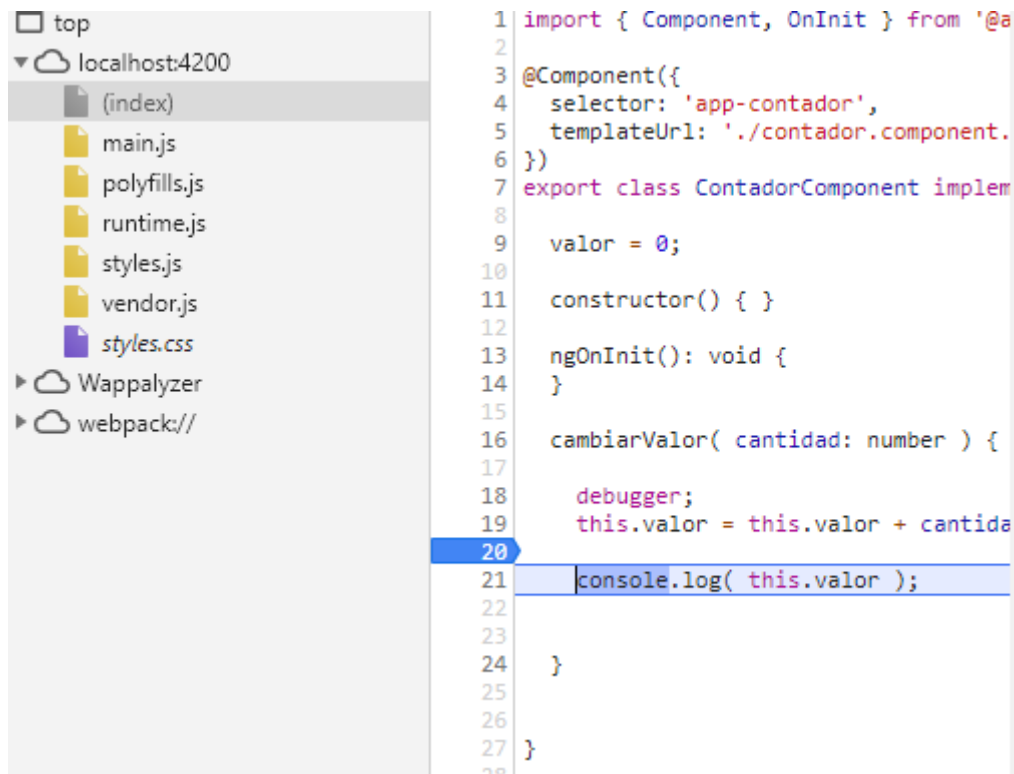 top
localhost:4200
(index)
main.js
polyfills.js
runtime.js
styles.js
vendor.js
styles.css
Wappalyzer
webpack://
1 import { Component, OnInit } from '@a
2
3 @Component({
4   selector: 'app-contador',
5   templateUrl: './contador.component.
6 })
7 export class ContadorComponent implem
8
9   valor = 0;
10
11   constructor() { }
12
13   ngOnInit(): void {
14   }
15
16   cambiarValor( cantidad: number ) {
17
18     debugger;
19     this.valor = this.valor + cantida
20
21     console.log( this.valor );
22
23
24   }
25
26
27 }
28